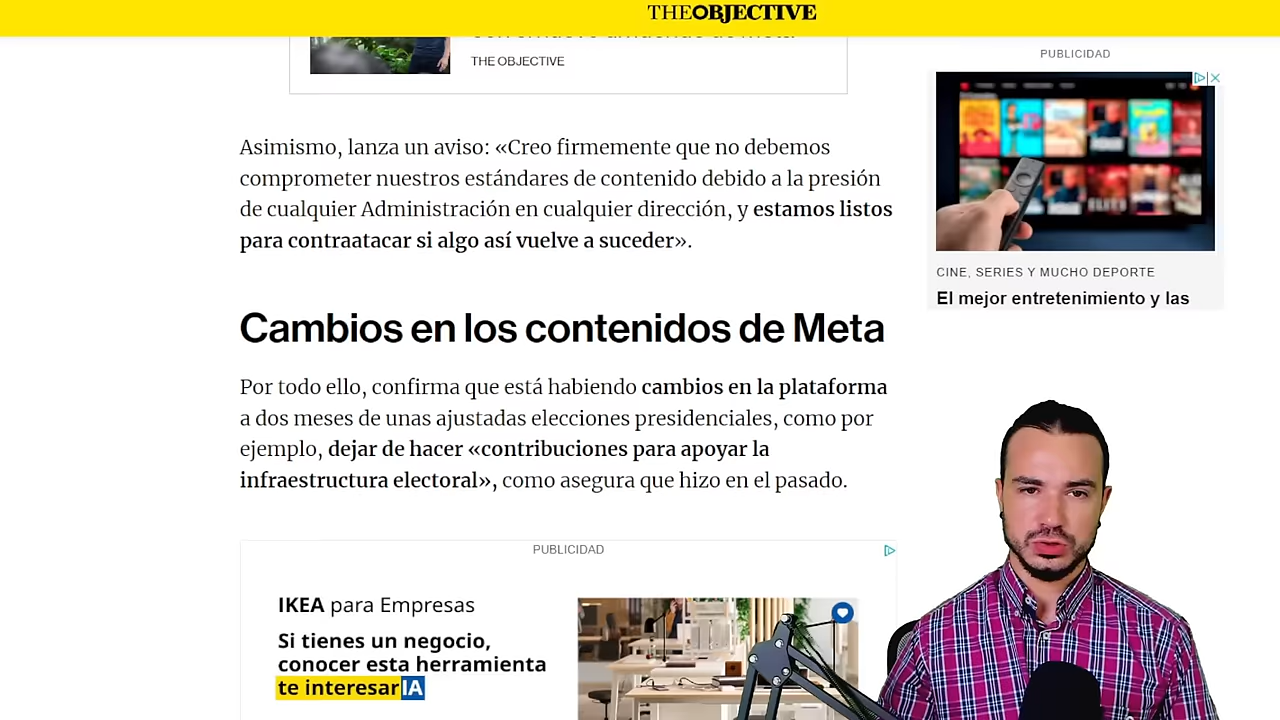 THEOBJECTIVE
THE OBJECTIVE
PUBLICIDAD
Asimismo, lanza un aviso: «Creo firmemente que no debemos
comprometer nuestros estándares de contenido debido a la presión
de cualquier Administración en cualquier dirección, y estamos listos
para contraatacar si algo así vuelve a suceder».
CINE, SERIES Y MUCHO DEPORTE
El mejor entretenimiento y las
Cambios en los contenidos de Meta
Por todo ello, confirma que está habiendo cambios en la plataforma
a dos meses de unas ajustadas elecciones presidenciales, como por
ejemplo, dejar de hacer «contribuciones para apoyar la
infraestructura electoral», como asegura que hizo en el pasado.
PUBLICIDAD
IKEA para Empresas
Si tienes un negocio,
conocer esta herramienta
te interesarIA